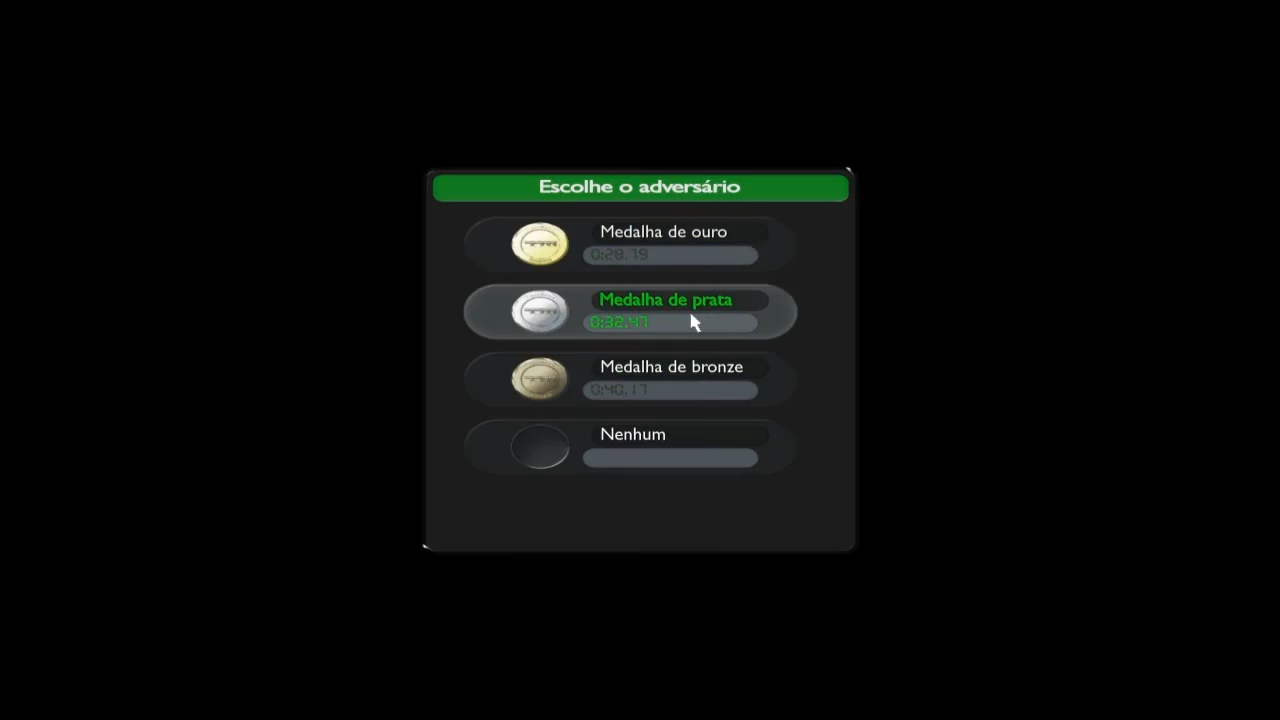 Escolhe o adversário
Medalha de ouro
0:28.79
Medalha de prata
0:32.47
Medalha de bronze
0:40.17
Nenhum